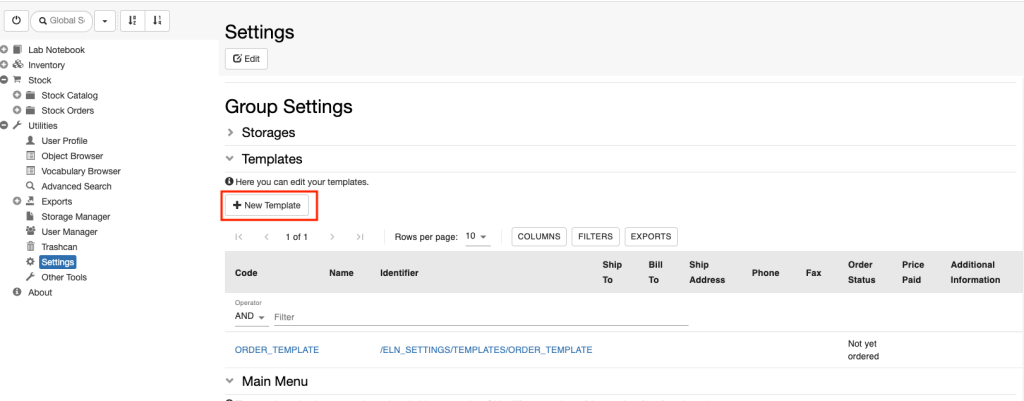 Global S
Lab Notebook
Inventory
Stock
Stock Catalog
Stock Orders
Utilities
User Profile
Object Browser
Vocabulary Browser
Advanced Search
Exports
Storage Manager
User Manager
Trashcan
Settings
Other Tools
About
Settings
Edit
Group Settings
Storages
Templates
Here you can edit your templates.
+ New Template
1 of 1
Rows per page: 10
COLUMNS
FILTERS
EXPORTS
Code Name Identifier Ship To Bill To Ship Address Phone Fax Order Status Price Paid Additional Information
Operator
AND Filter
ORDER_TEMPLATE /ELN_SETTINGS/TEMPLATES/ORDER_TEMPLATE Not yet ordered
Main Menu